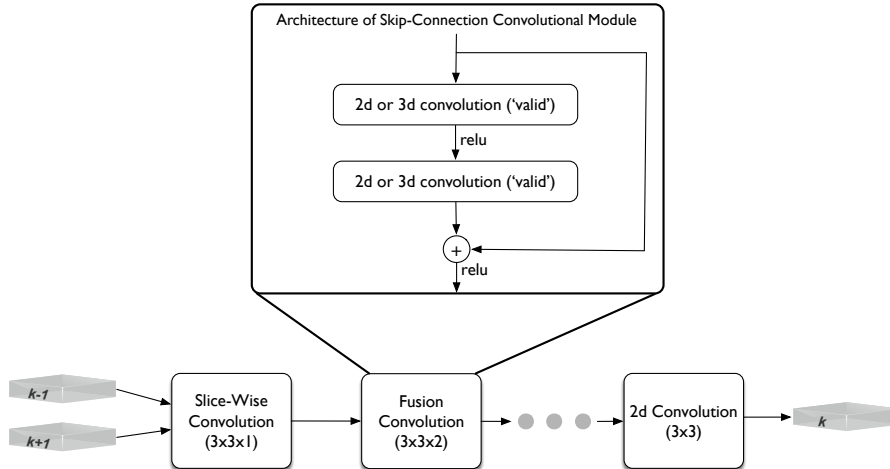 Architecture of Skip-Connection Convolutional Module
2d or 3d convolution (‘valid’)
relu
2d or 3d convolution (‘valid’)
+
relu
k-1
k+1
Slice-Wise
Convolution
(3x3x1)
Fusion
Convolution
(3x3x2)
2d Convolution
(3x3)
k